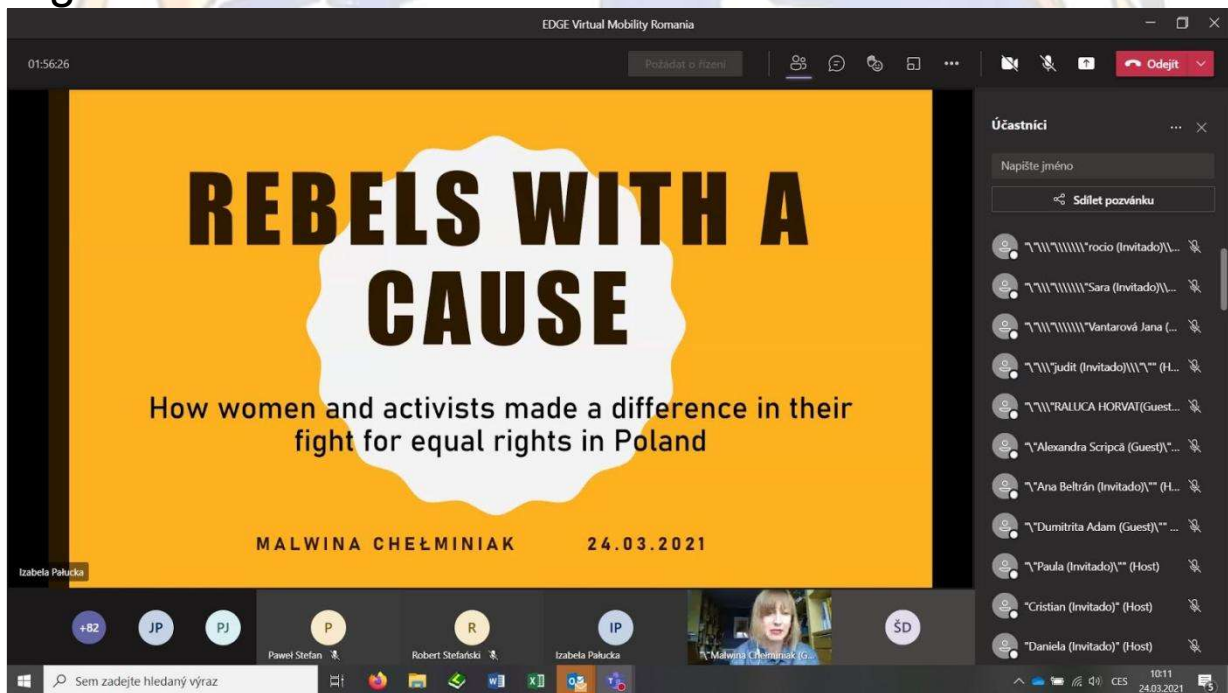 EDGE Virtual Mobility Romania
01:56:26
Požádat o řízení
Odejít
REBELS WITH A
CAUSE
How women and activists made a difference in their
fight for equal rights in Poland
MALWINA CHEŁMINIAK 24.03.2021
Izabela Pałucka
+82
JP
PJ
P
Paweł Stefan
R
Robert Stefański
IP
Izabela Pałucka
"\"Malwina Chełminiak (G...
ŠD
Účastníci
Napište jméno
Sdílet pozvánku
rocio (Invitado)
Sara (Invitado)
Vantarová Jana (...
judit (Invitado) (H...
RALUCA HORVAT(Guest...
"\"Alexandra Scripcă (Guest)\"...
"\"Ana Beltrán (Invitado)\"" (H...
"\"Dumitrita Adam (Guest)\"" ...
"\"Paula (Invitado)\"" (Host)
"Cristian (Invitado)" (Host)
"Daniela (Invitado)" (Host)
Sem zadejte hledaný výraz
CES
10:11
24.03.2021
5